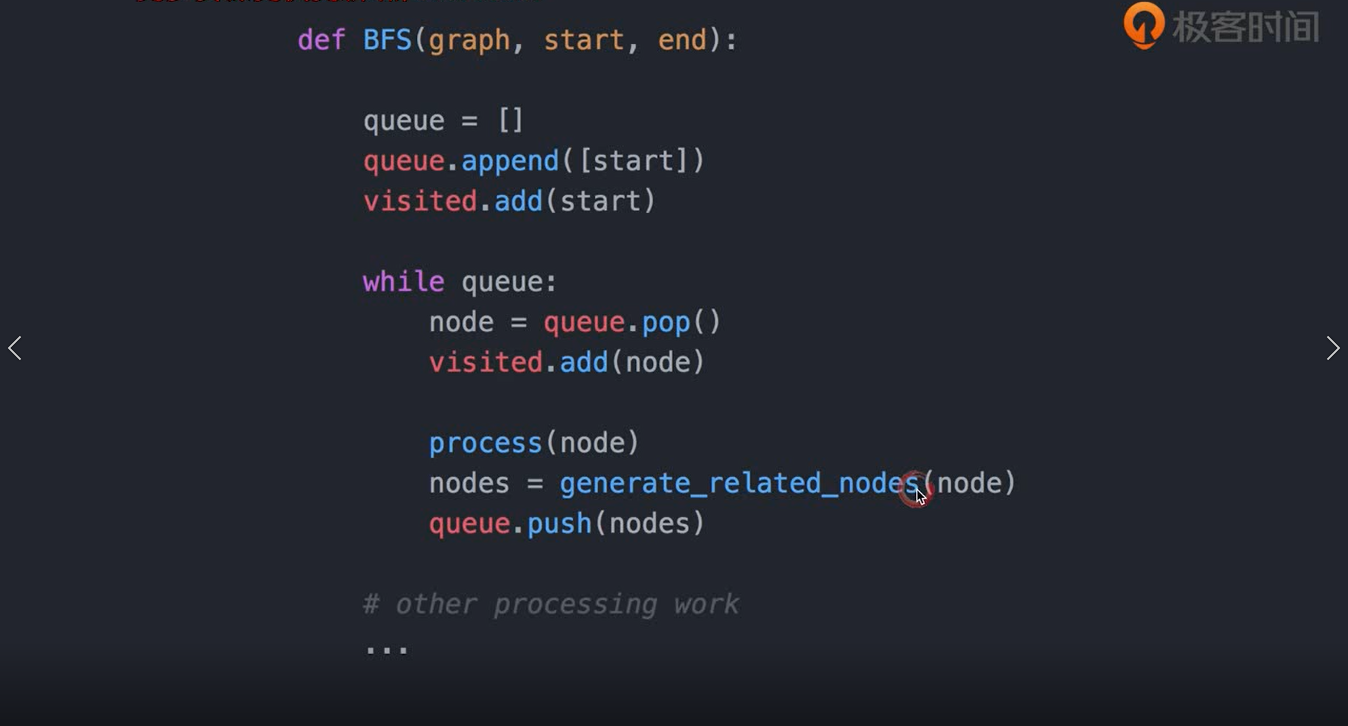 极客时间
def BFS(graph, start, end):
queue = []
queue.append([start])
visited.add(start)
while queue:
node = queue.pop()
visited.add(node)
process(node)
nodes = generate_related_nodes(node)
queue.push(nodes)
# other processing work
...